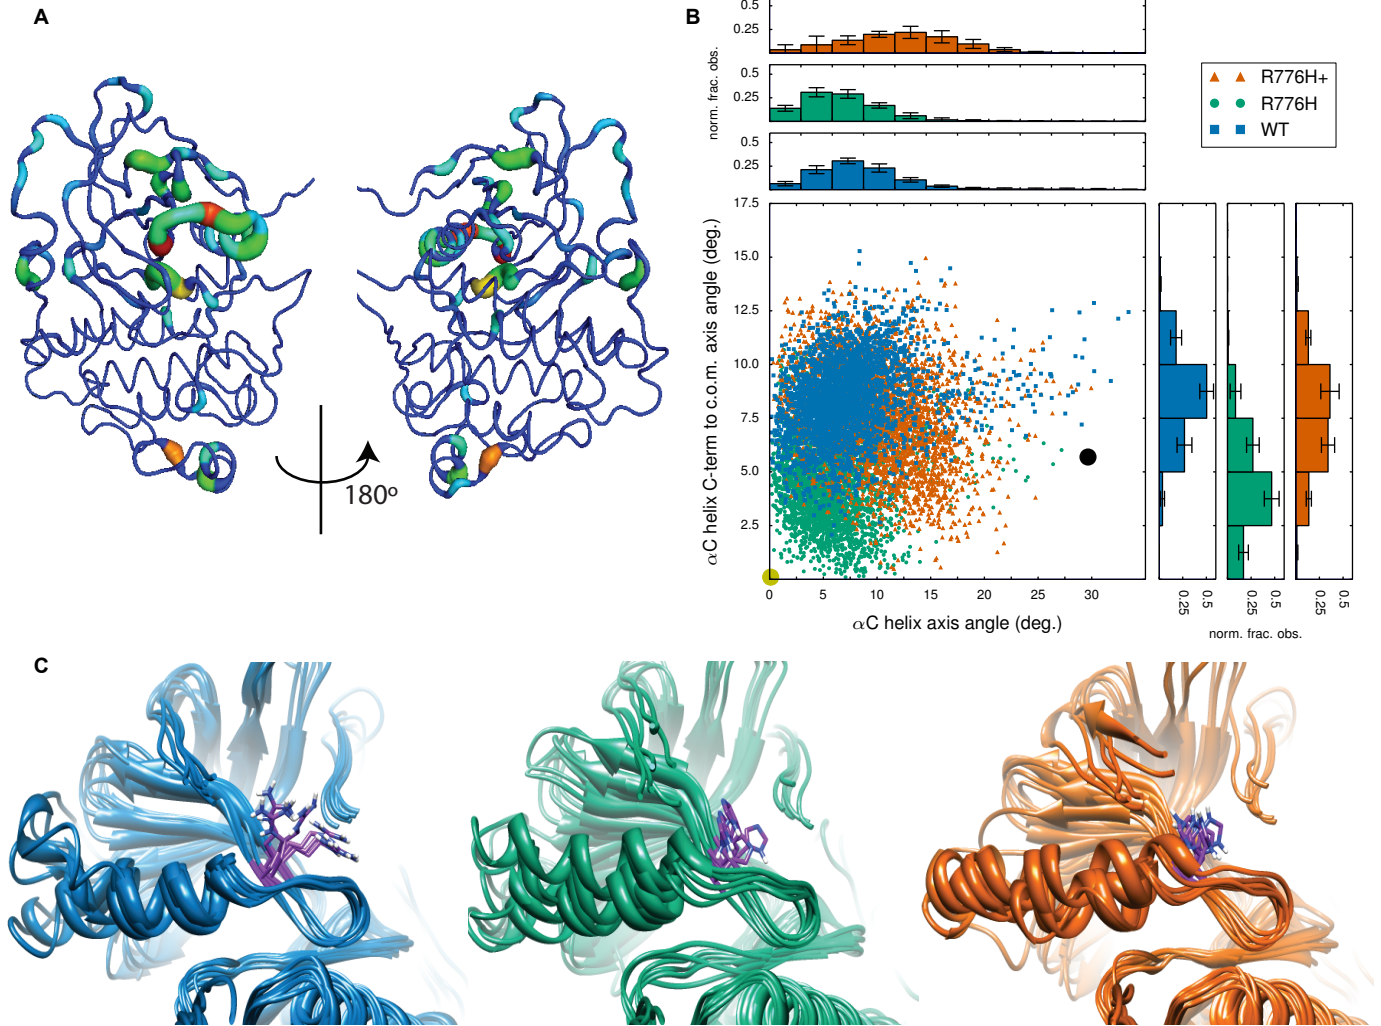 A
B
0.5
0.25
0.5
0.25
0.5
0.25
norm. frac. obs.
R776H+
R776H
WT
17.5
15.0
12.5
10.0
7.5
5.0
2.5
αC helix C-term to c.o.m. axis angle (deg.)
0 5 10 15 20 25 30
αC helix axis angle (deg.)
0.25 0.5 0.25 0.5 0.25 0.5
norm. frac. obs.
180º
C